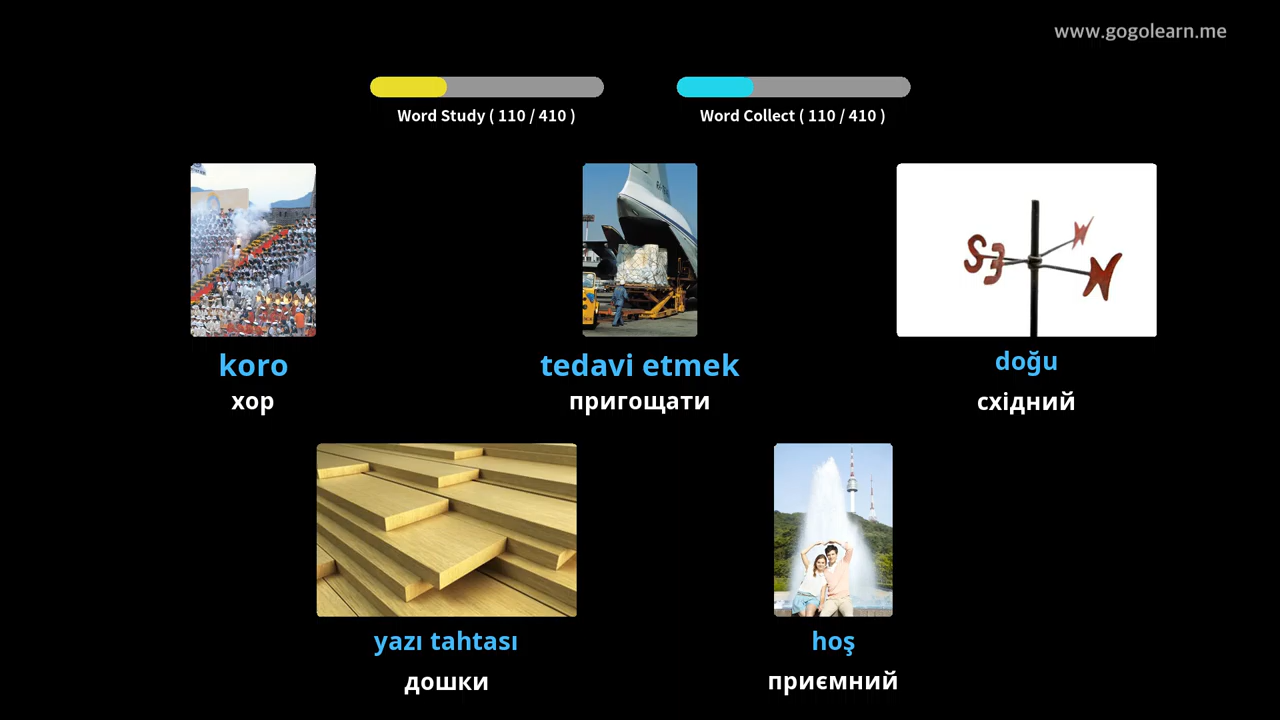 www.gogolearn.me
Word Study ( 110 / 410 )
Word Collect ( 110 / 410 )
koro
хор
tedavi etmek
пригощати
doğu
східний
yazı tahtası
дошки
hoş
приємний